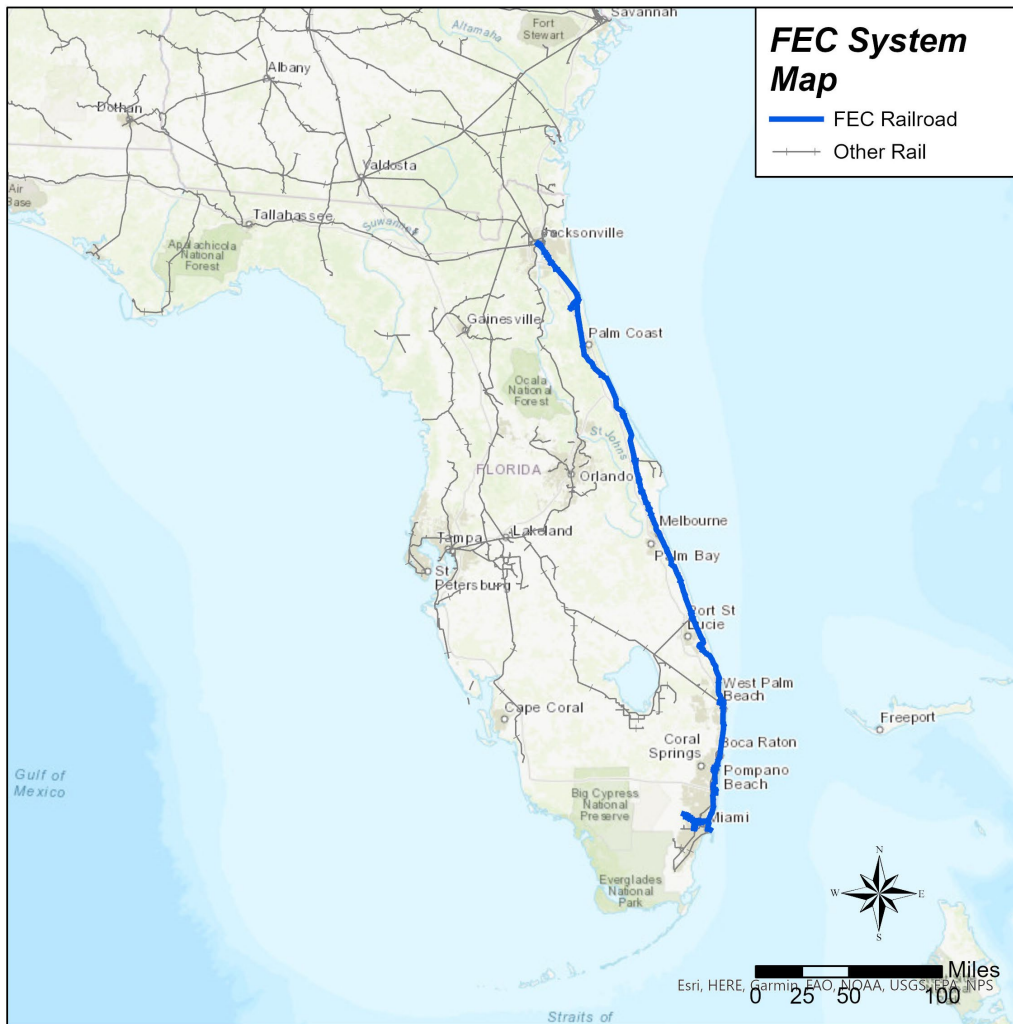 Savannah
Fort
Stewart
Altamaha
FEC System
Map
FEC Railroad
Other Rail
Albany
Dothan
Valdosta
Air
Base
Tallahassee
Suwannee
Jacksonville
Apalachicola
National
Forest
Gainesville
Palm Coast
Ocala
National
Forest
St Johns
FLORIDA
Orlando
Melbourne
Lakeland
Tampa
Palm Bay
St
Petersburg
Port St
Lucie
West Palm
Beach
Cape Coral
Freeport
Coral
Springs
Boca Raton
Pompano
Beach
Gulf of
Mexico
Big Cypress
National
Preserve
Miami
Everglades
National
Park
N
W
E
S
Miles
Esri, HERE, Garmin, FAO, NOAA, USGS, EPA, NPS
0 25 50 100
Straits of